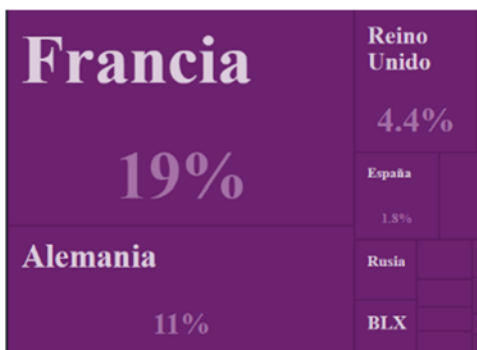 Francia
19%
Alemania
11%
Reino
Unido
4.4%
España
1.8%
Rusia
BLX